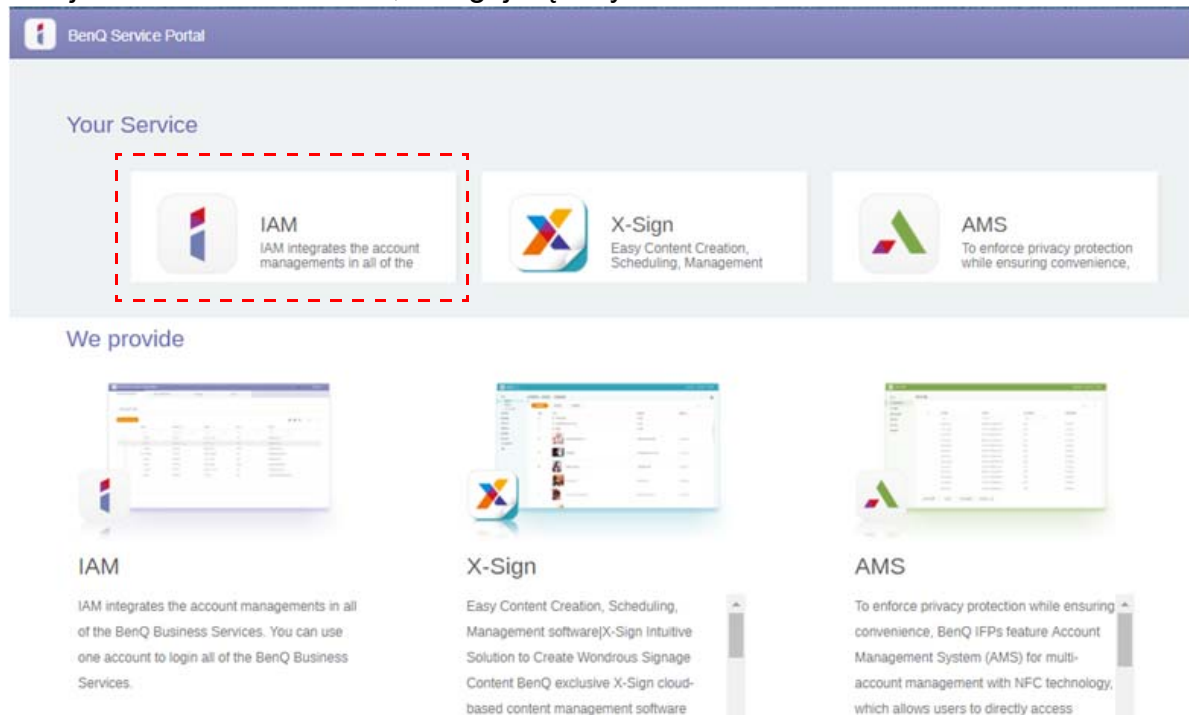 BenQ Service Portal
Your Service
IAM
IAM integrates the account
managements in all of the
X-Sign
Easy Content Creation,
Scheduling, Management
AMS
To enforce privacy protection
while ensuring convenience,
We provide
IAM
IAM integrates the account managements in all
of the BenQ Business Services. You can use
one account to login all of the BenQ Business
Services.
X-Sign
Easy Content Creation, Scheduling,
Management software|X-Sign Intuitive
Solution to Create Wondrous Signage
Content BenQ exclusive X-Sign cloud-
based content management software
AMS
To enforce privacy protection while ensuring
convenience, BenQ IFPs feature Account
Management System (AMS) for multi-
account management with NFC technology,
which allows users to directly access